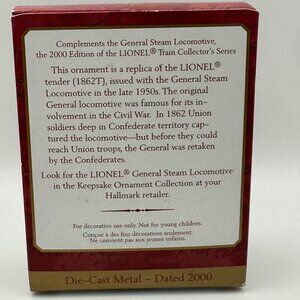 Complements the General Steam Locomotive,
the 2000 Edition of the LIONEL® Train Collector's Series
This ornament is a replica of the LIONEL®
tender (1862T), issued with the General Steam
Locomotive in the late 1950s. The original
General locomotive was famous for its in–
volvement in the Civil War. In 1862 Union
soldiers deep in Confederate territory cap–
tured the locomotive—but before they could
reach Union troops, the General was retaken
by the Confederates.
Look for the LIONEL® General Steam Locomotive
in the Keepsake Ornament Collection at your
Hallmark retailer.
For decorative use only. Not for young children.
Conçue à des fins décoratives seulement.
Ne convient pas aux jeunes enfants.
Die–Cast Metal ~ Dated 2000